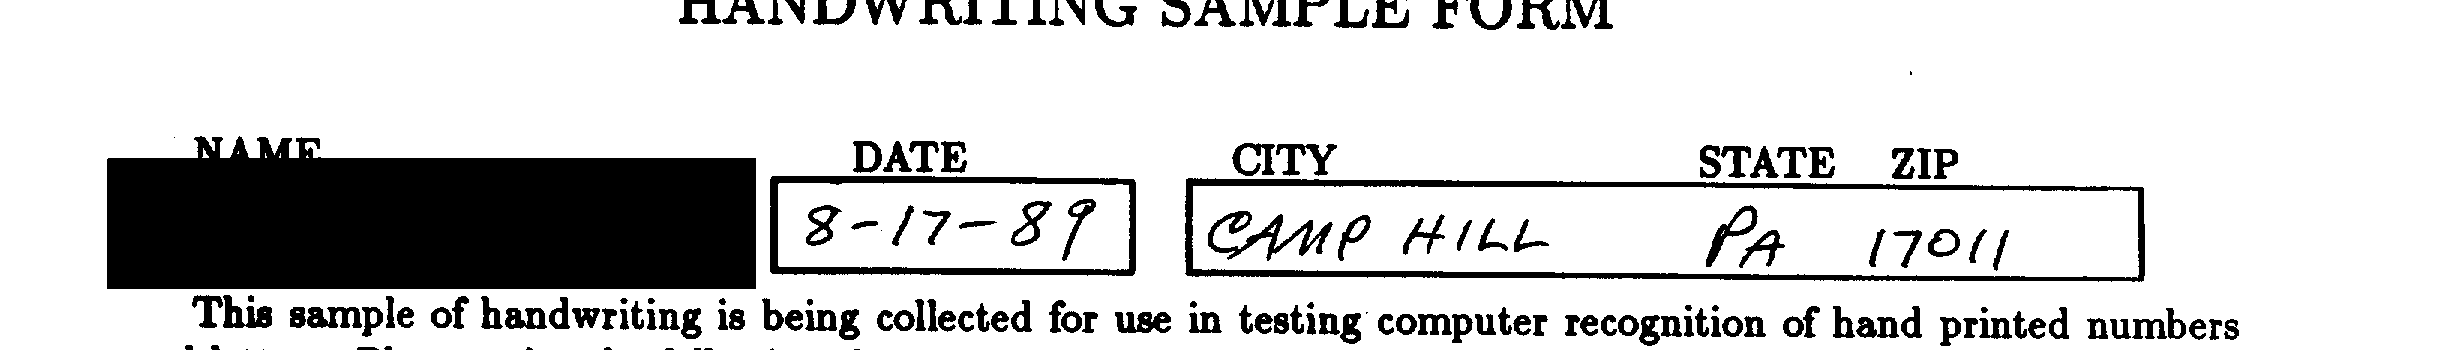 HANDWRITING SAMPLE FORM
NAME DATE CITY STATE ZIP
8-17-89 CAMP HILL PA 17011
This sample of handwriting is being collected for use in testing computer recognition of hand printed numbers